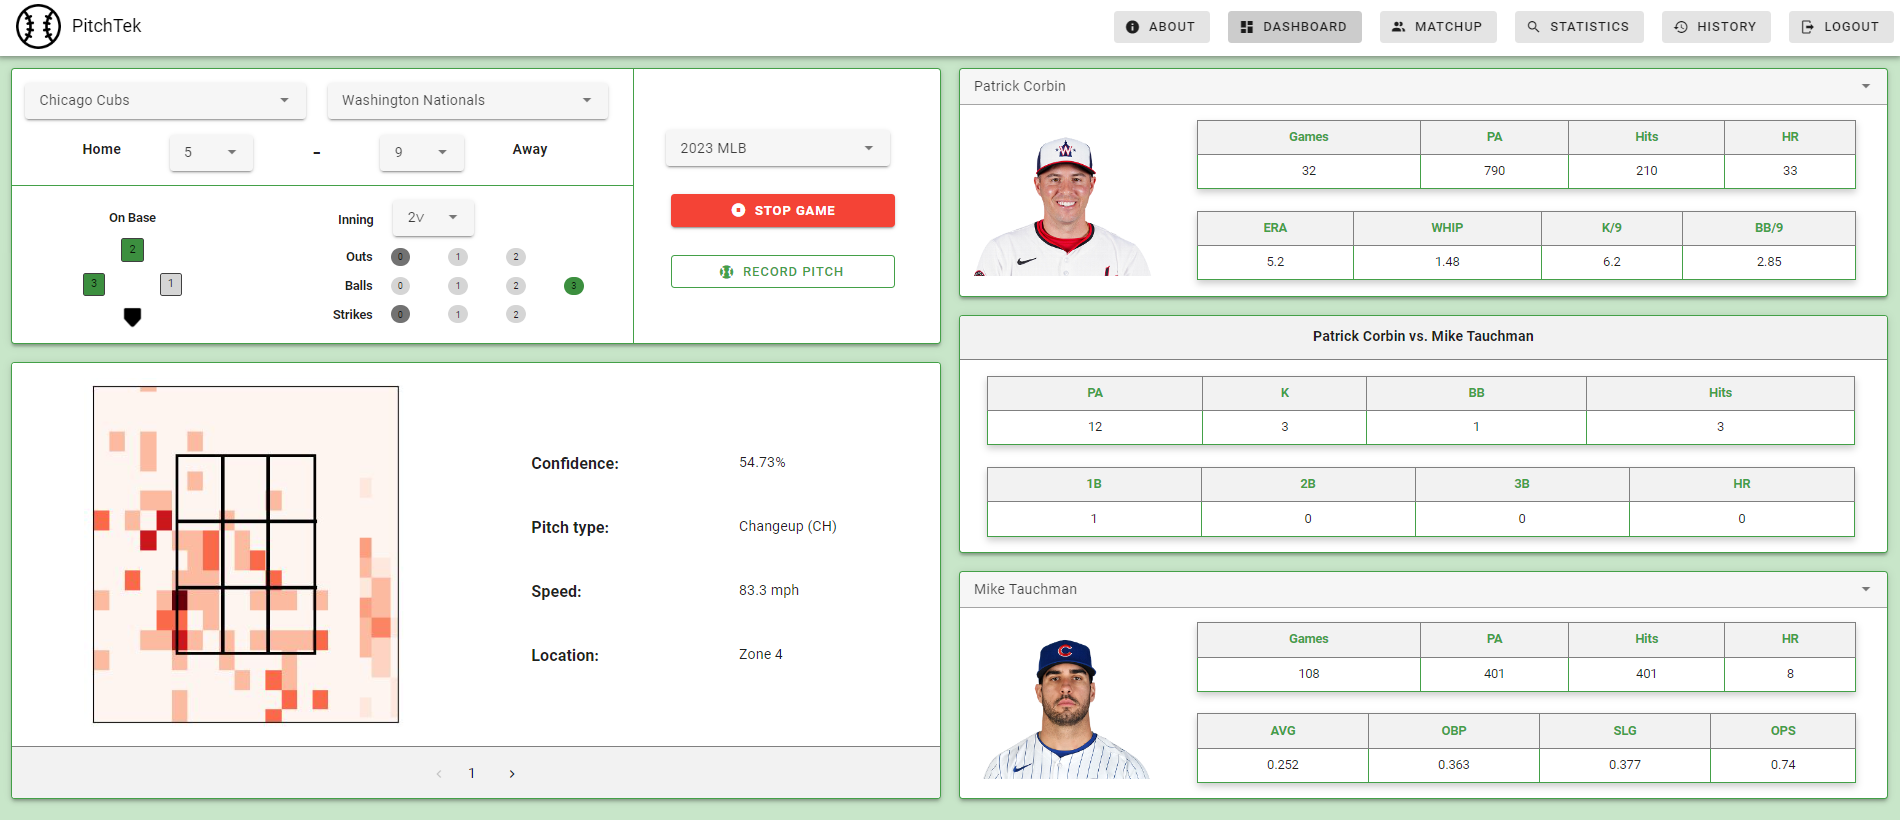 PitchTek
ABOUT
DASHBOARD
MATCHUP
STATISTICS
HISTORY
LOGOUT
Chicago Cubs
Washington Nationals
Home
5
-
9
Away
On Base
2
3
1
Inning
2v
Outs
0 1 2
Balls
0 1 2 3
Strikes
0 1 2
2023 MLB
STOP GAME
RECORD PITCH
Confidence: 54.73%
Pitch type: Changeup (CH)
Speed: 83.3 mph
Location: Zone 4
‹ 1 ›
Patrick Corbin
Games PA Hits HR
32 790 210 33
ERA WHIP K/9 BB/9
5.2 1.48 6.2 2.85
Patrick Corbin vs. Mike Tauchman
PA K BB Hits
12 3 1 3
1B 2B 3B HR
1 0 0 0
Mike Tauchman
Games PA Hits HR
108 401 401 8
AVG OBP SLG OPS
0.252 0.363 0.377 0.74
W
C